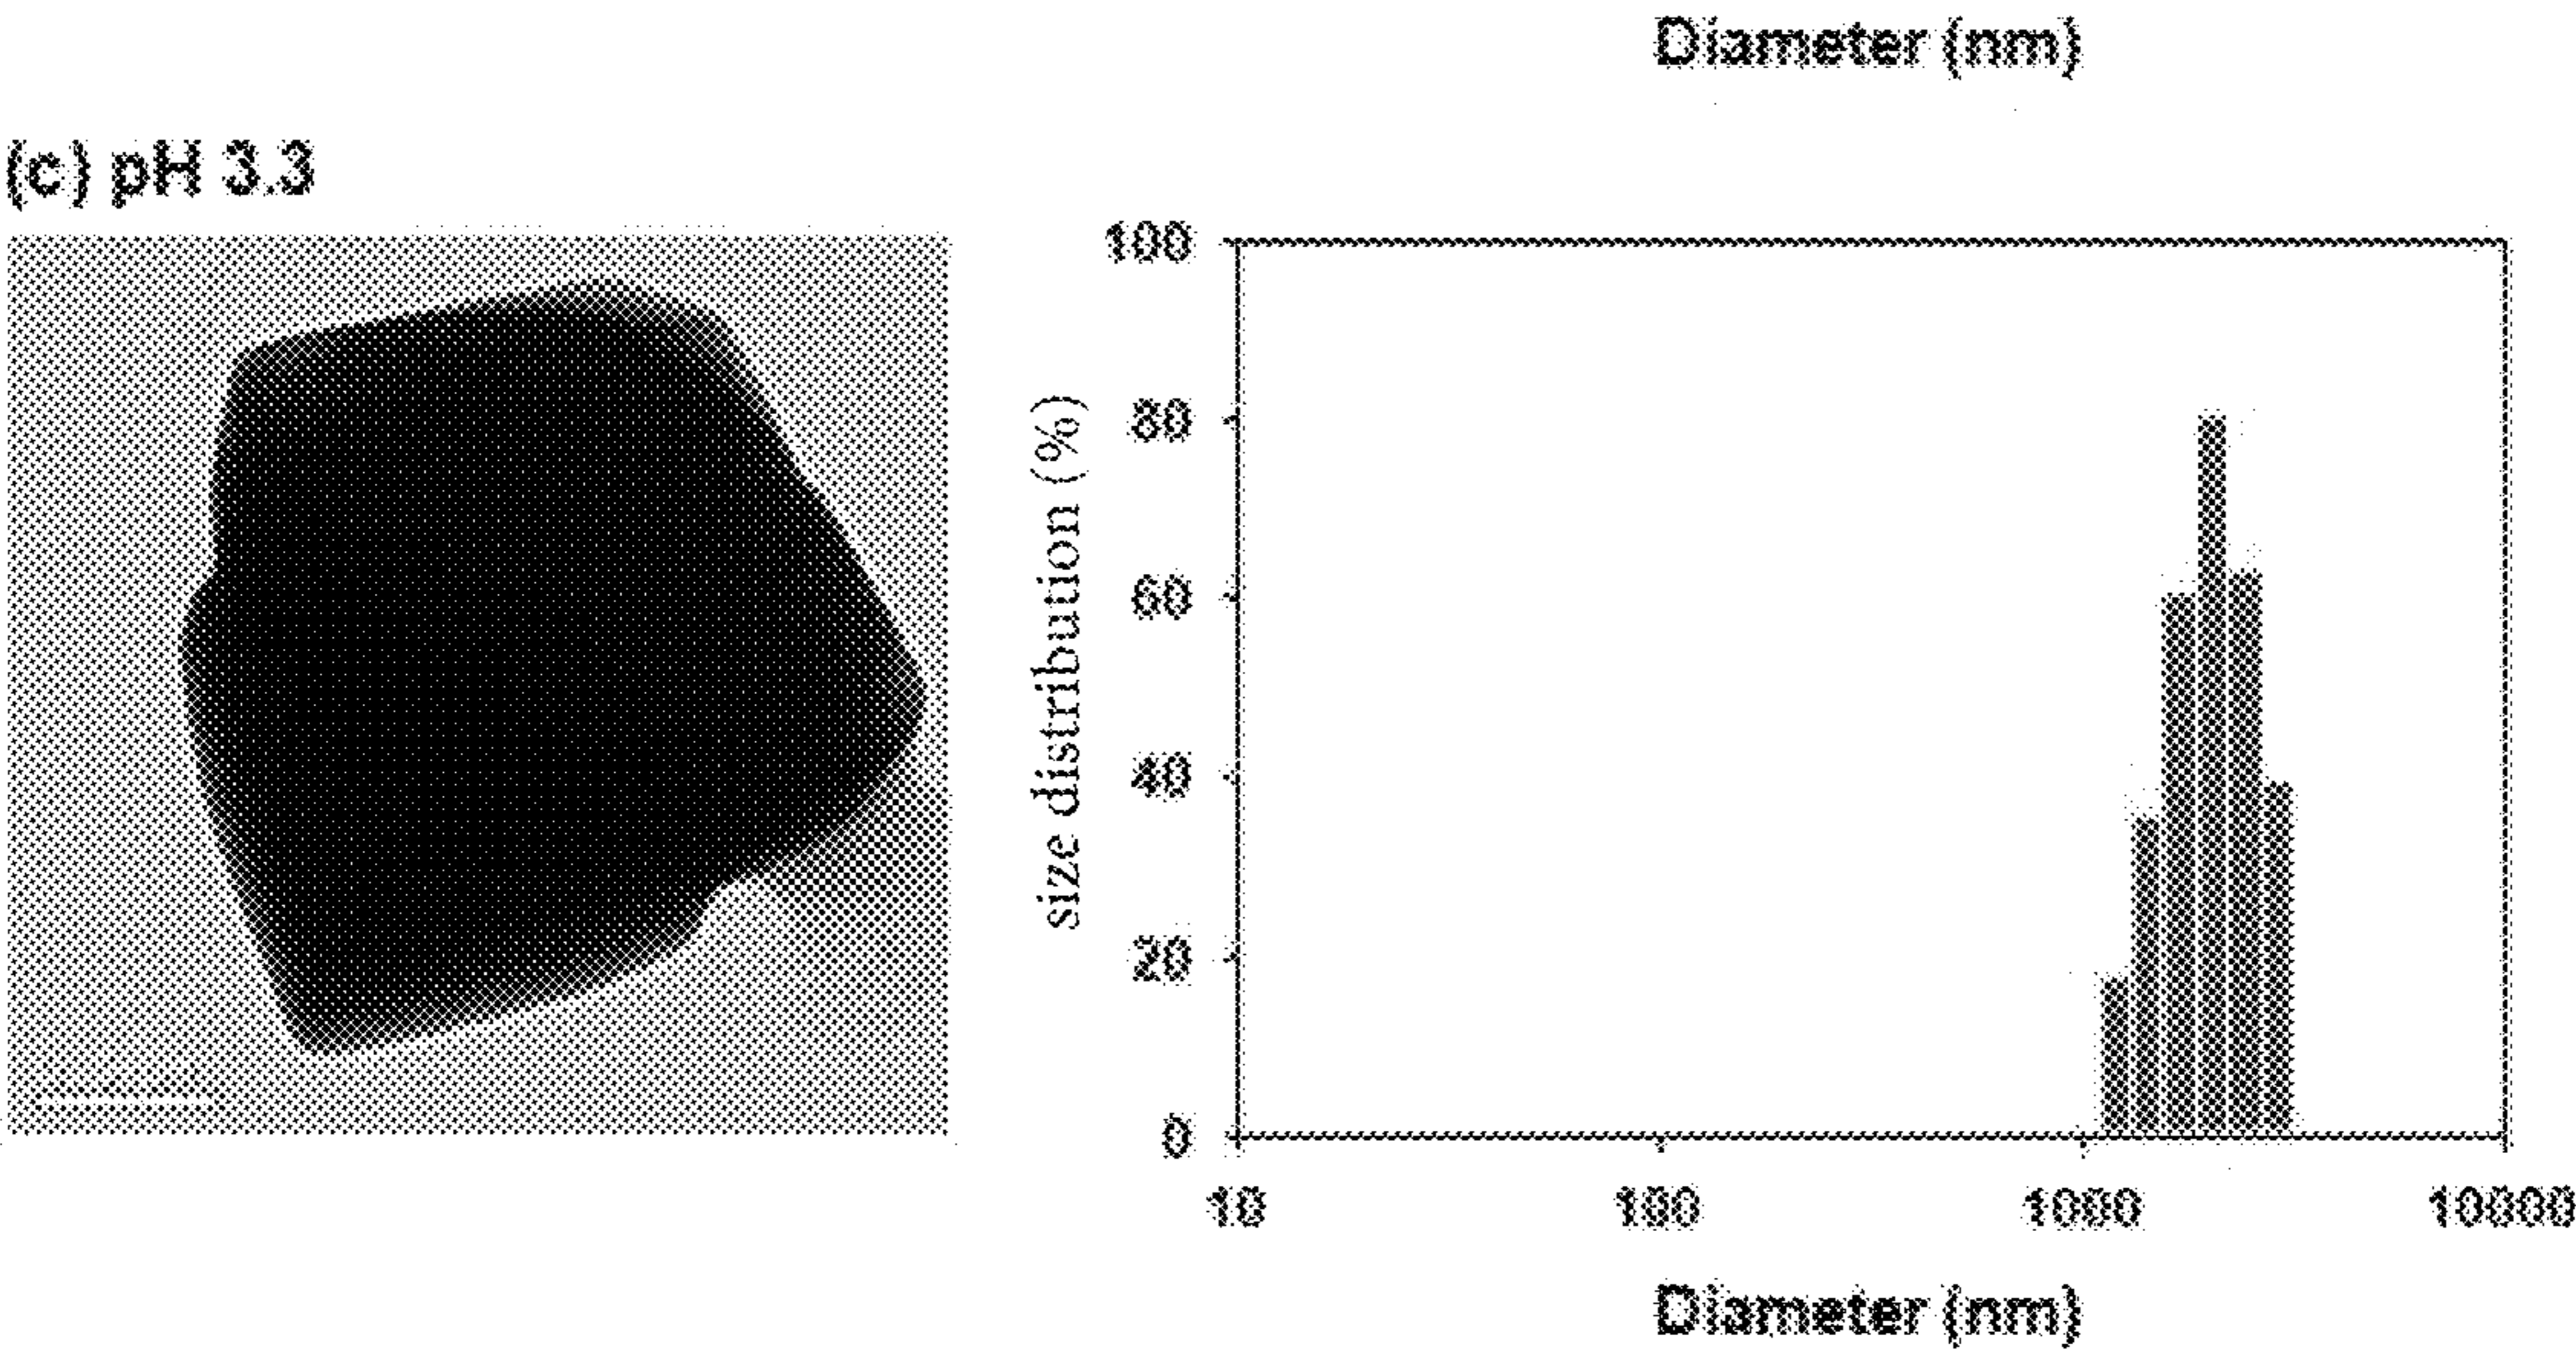 Diameter (nm)
(c) pH 3.3
size distribution (%)
100
80
60
40
20
0
10
100
1000
10000
Diameter (nm)